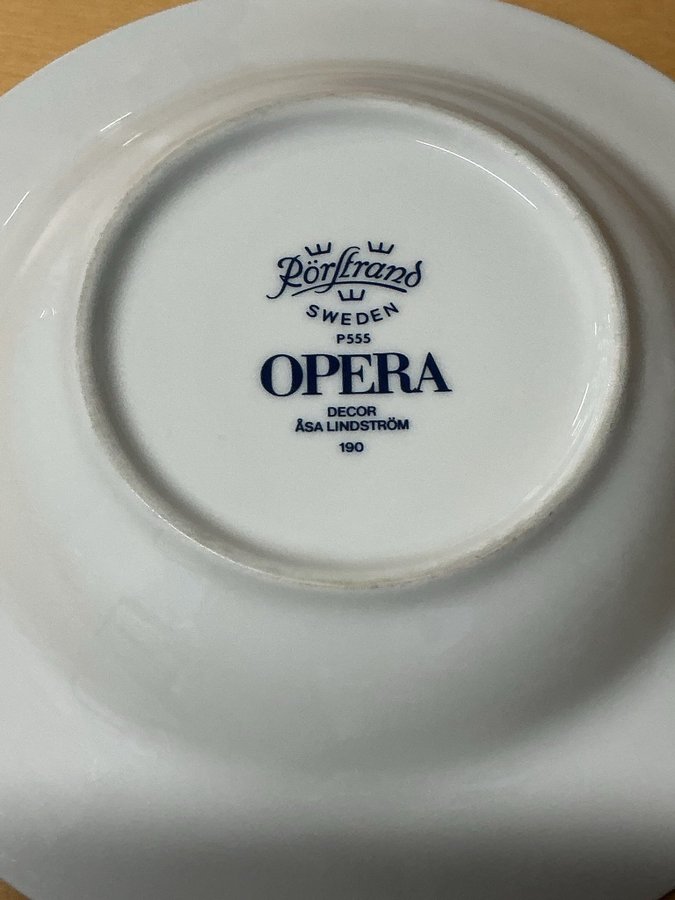 Rörstrand
SWEDEN
P555
OPERA
DECOR
ÅSA LINDSTRÖM
190